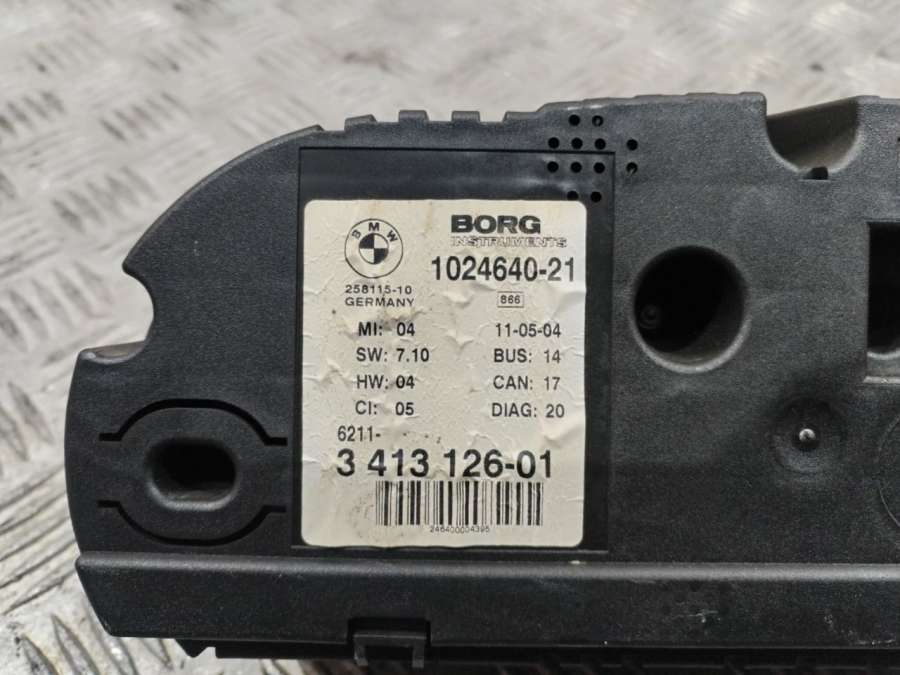 BMW
BORG
INSTRUMENTS
1024640-21
258115-10
GERMANY
866
MI: 04 11-05-04
SW: 7.10 BUS: 14
HW: 04 CAN: 17
CI: 05 DIAG: 20
6211-
3 413 126-01
246400004395